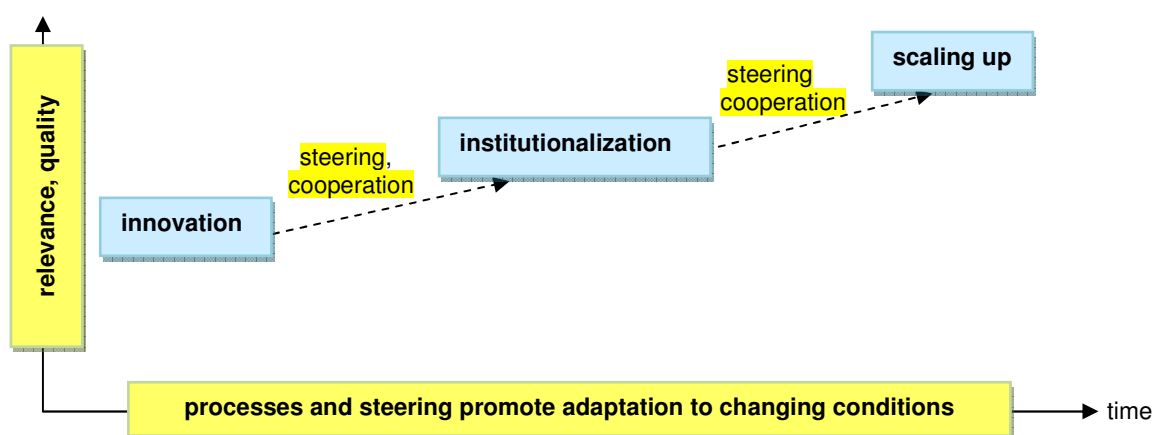 scaling up
steering
cooperation
institutionalization
steering,
cooperation
innovation
relevance, quality
processes and steering promote adaptation to changing conditions
time